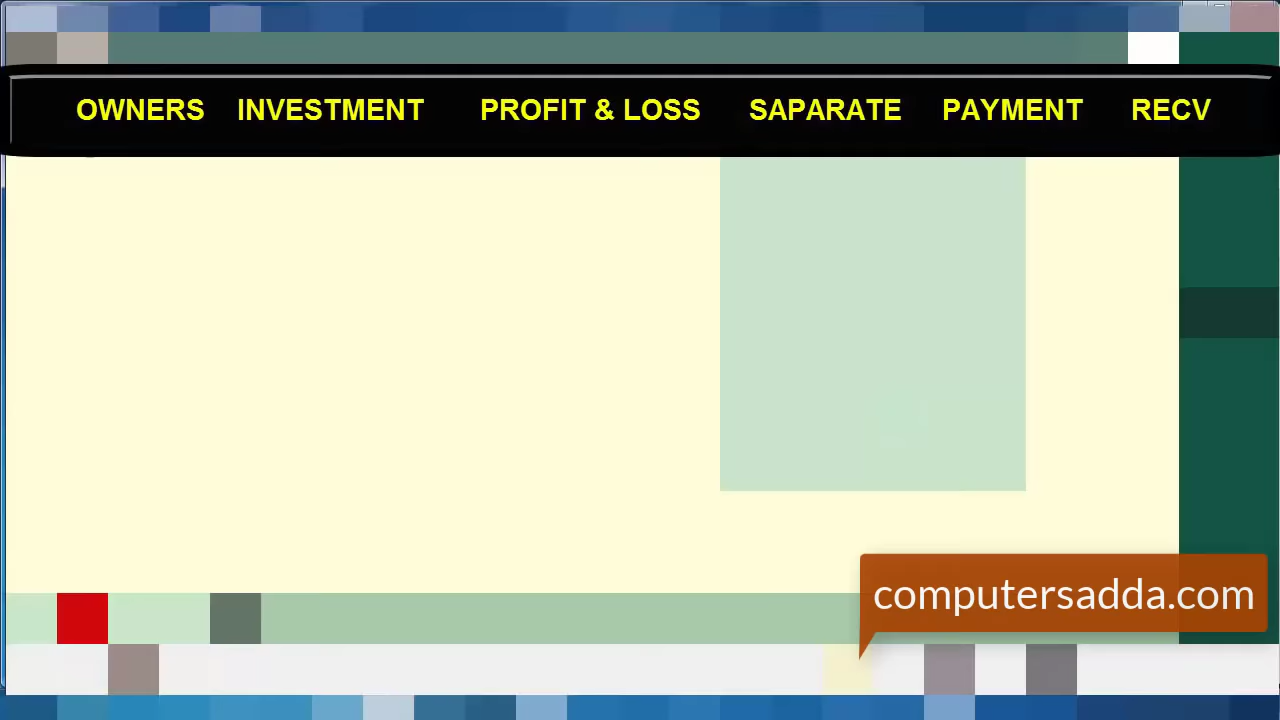 OWNERS INVESTMENT PROFIT & LOSS SAPARATE PAYMENT RECV
computersadda.com